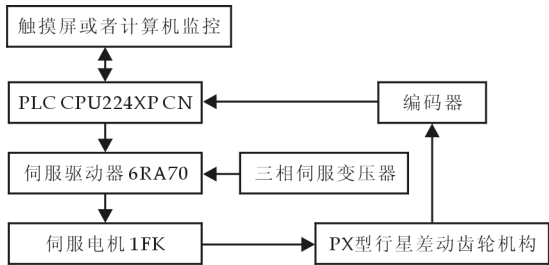 触摸屏或者计算机监控
PLC CPU224XP CN
编码器
伺服驱动器 6RA70
三相伺服变压器
伺服电机 1FK
PX型行星差动齿轮机构